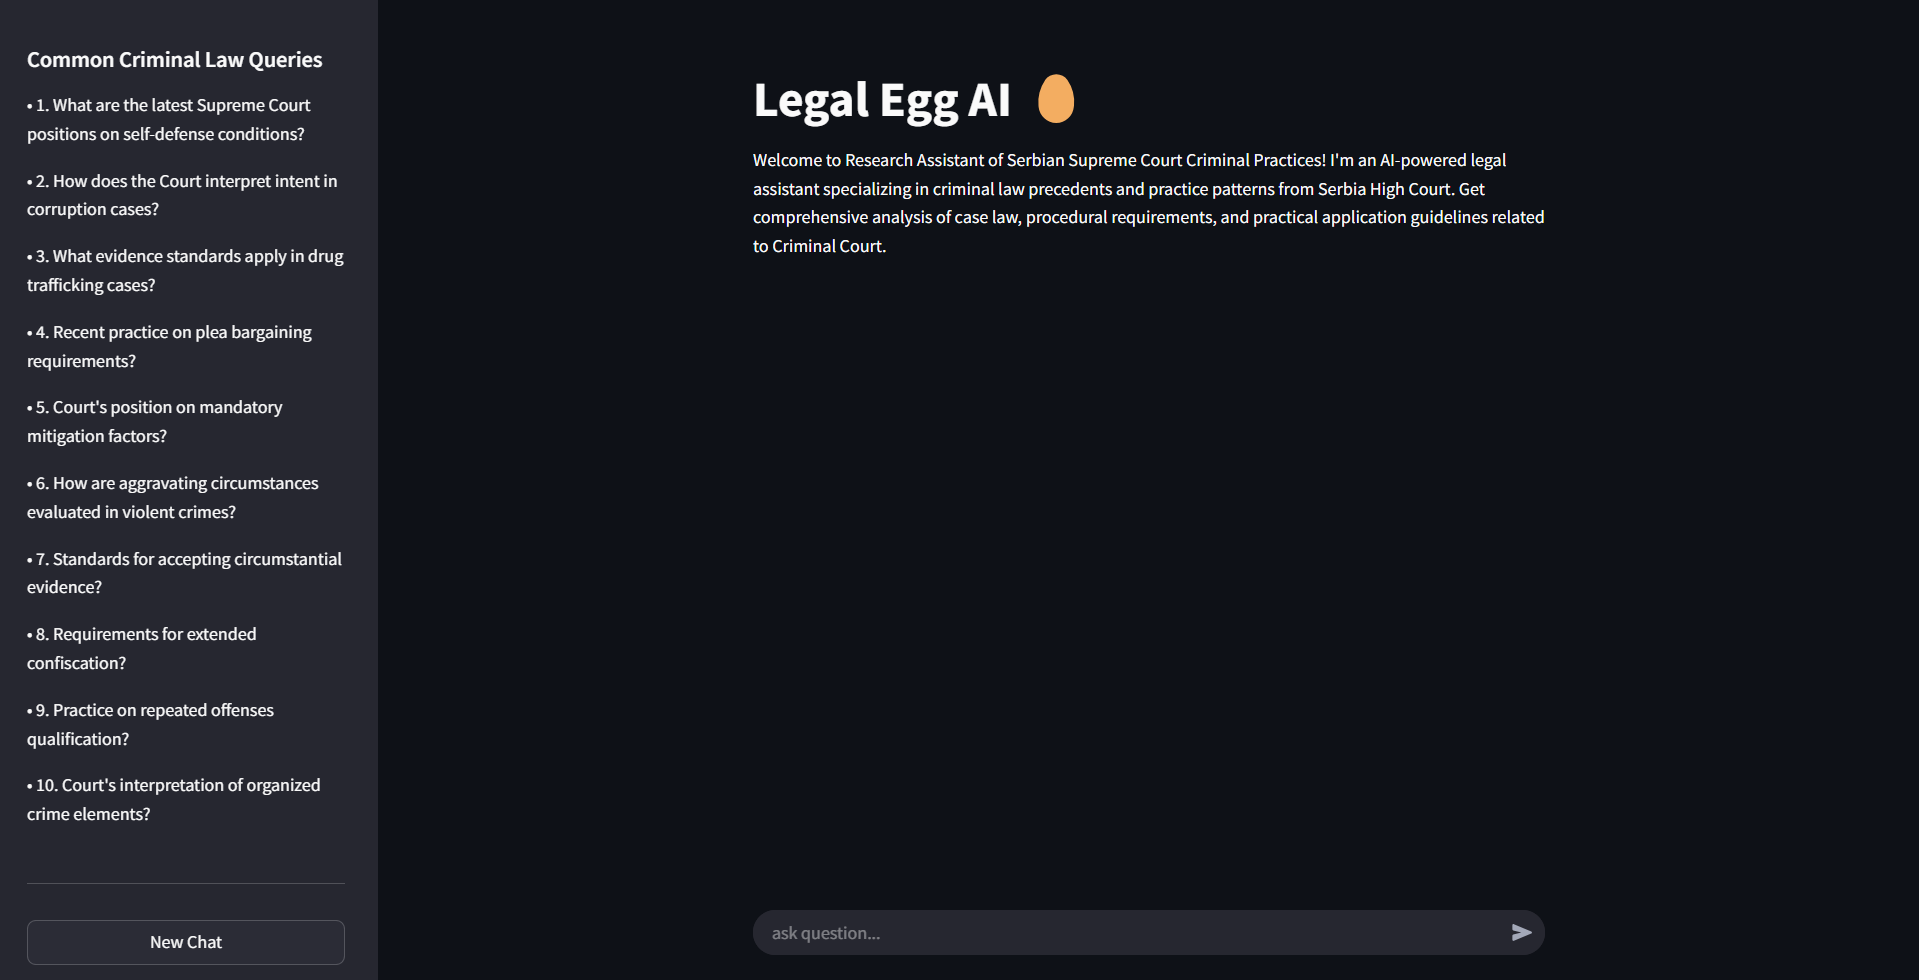 Common Criminal Law Queries
• 1. What are the latest Supreme Court
positions on self-defense conditions?
• 2. How does the Court interpret intent in
corruption cases?
• 3. What evidence standards apply in drug
trafficking cases?
• 4. Recent practice on plea bargaining
requirements?
• 5. Court's position on mandatory
mitigation factors?
• 6. How are aggravating circumstances
evaluated in violent crimes?
• 7. Standards for accepting circumstantial
evidence?
• 8. Requirements for extended
confiscation?
• 9. Practice on repeated offenses
qualification?
• 10. Court's interpretation of organized
crime elements?
New Chat
Legal Egg AI
Welcome to Research Assistant of Serbian Supreme Court Criminal Practices! I'm an AI-powered legal
assistant specializing in criminal law precedents and practice patterns from Serbia High Court. Get
comprehensive analysis of case law, procedural requirements, and practical application guidelines related
to Criminal Court.
ask question...